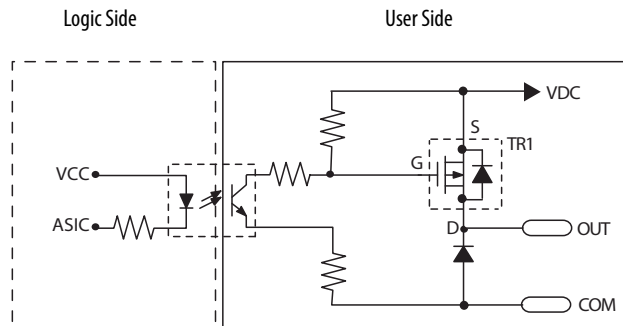 Logic Side
User Side
VDC
S
TR1
G
VCC
ASIC
D
OUT
COM